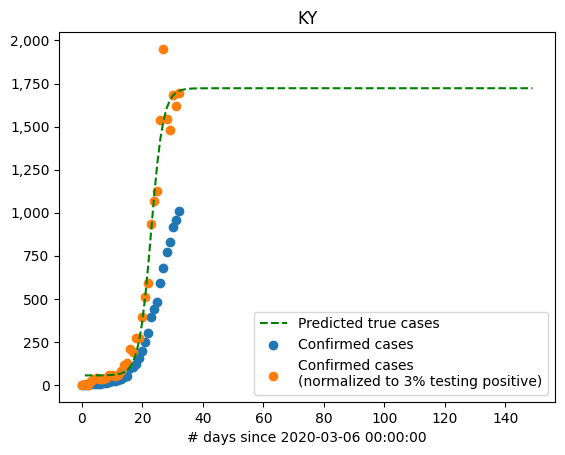 KY
2,000
1,750
1,500
1,250
1,000
750
500
250
0
Predicted true cases
Confirmed cases
Confirmed cases
(normalized to 3% testing positive)
0 20 40 60 80 100 120 140
# days since 2020-03-06 00:00:00